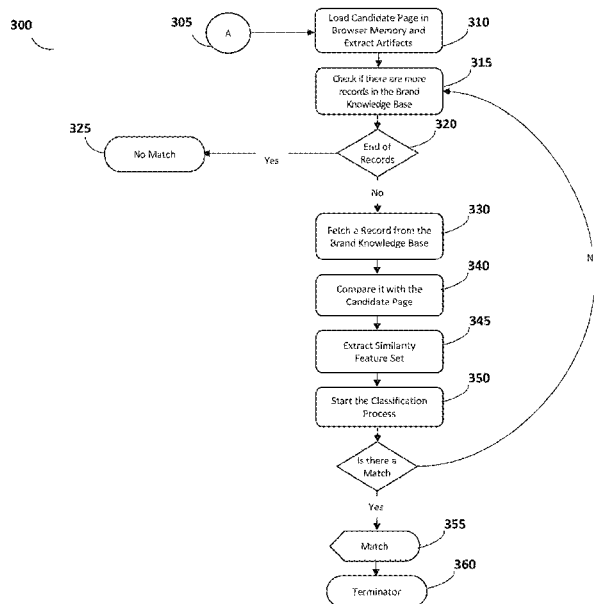 300
305
A
Load Candidate Page in
Browser Memory and
Extract Artifacts
310
Check if there are more
records in the Brand
Knowledge Base
315
320
End of
Records
325
No Match
Yes
No
330
Fetch a Record from the
Brand Knowledge Base
340
Compare it with the
Candidate Page
345
Extract Similarity
Feature Set
350
Start the Classification
Process
Is there a
Match
N
Yes
355
Match
360
Terminator